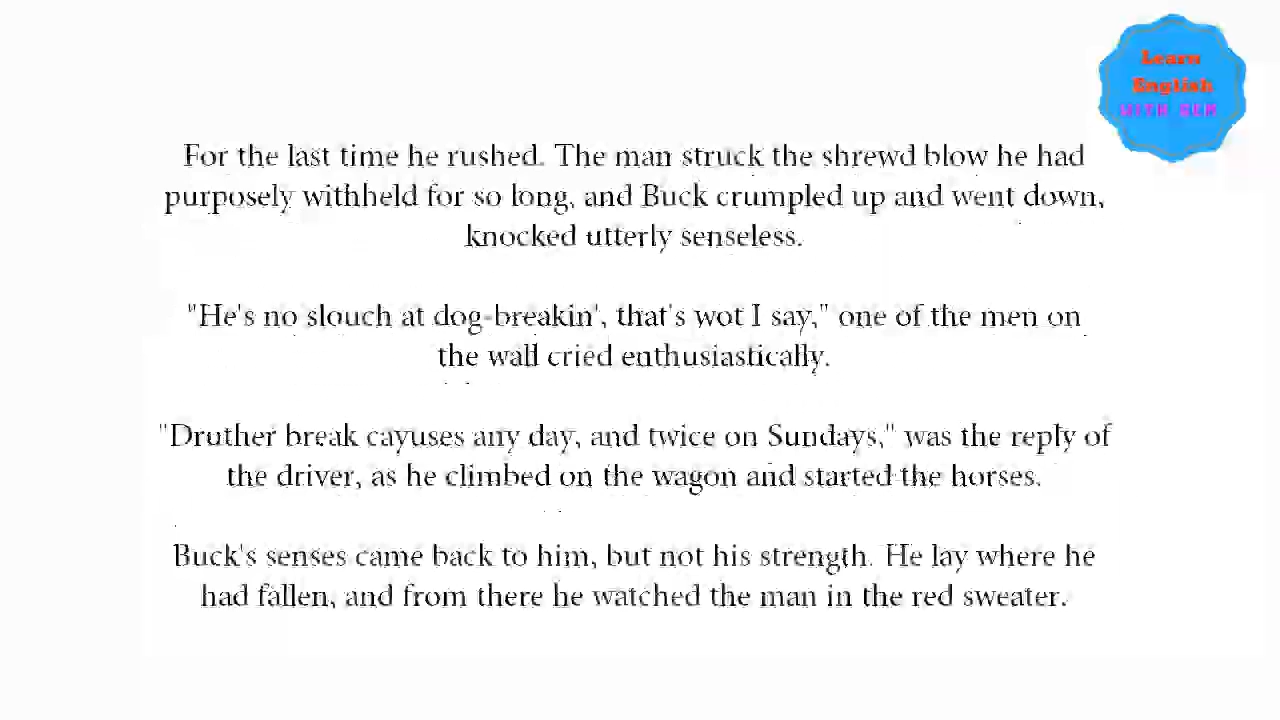 Learn
English
WITH GEM
For the last time he rushed. The man struck the shrewd blow he had
purposely withheld for so long, and Buck crumpled up and went down,
knocked utterly senseless.
"He's no slouch at dog-breakin', that's wot I say," one of the men on
the wall cried enthusiastically.
"Druther break cayuses any day, and twice on Sundays," was the reply of
the driver, as he climbed on the wagon and started the horses.
Buck's senses came back to him, but not his strength. He lay where he
had fallen, and from there he watched the man in the red sweater.